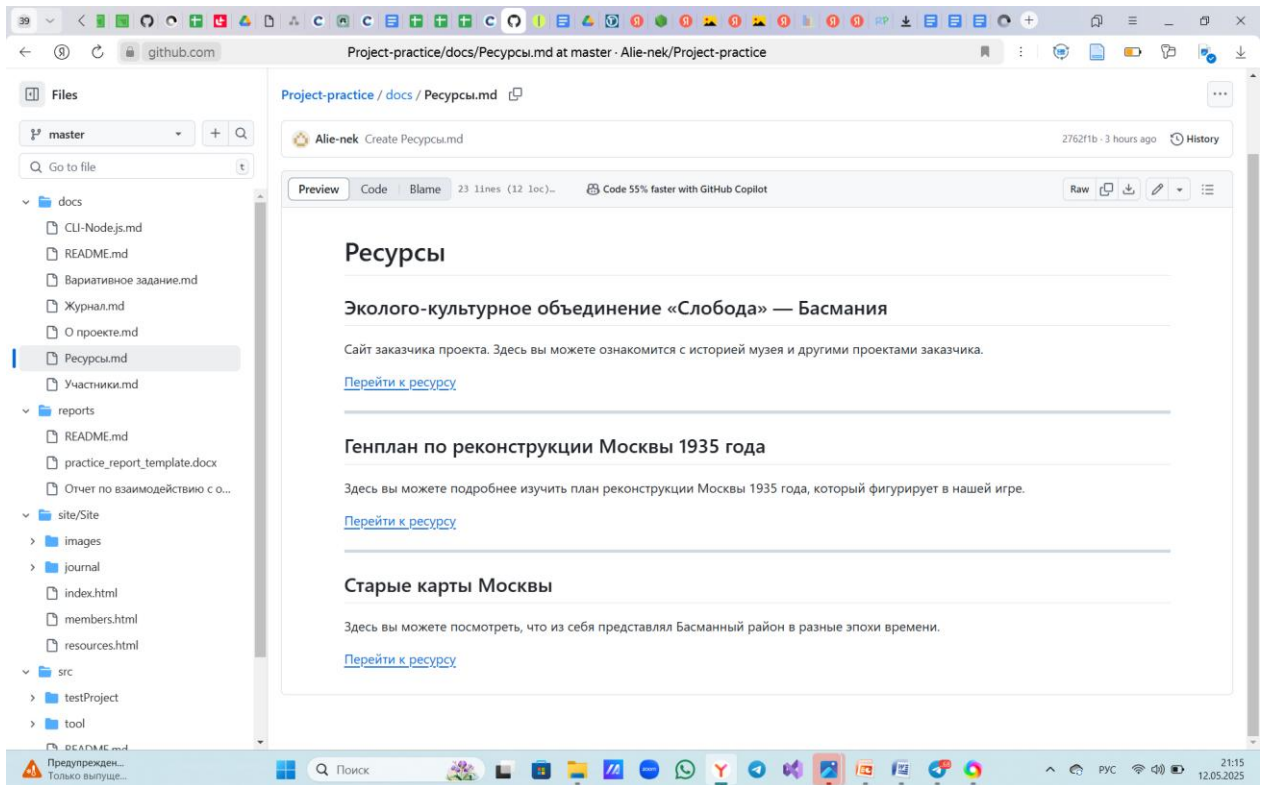 39
github.com
Project-practice/docs/Ресурсы.md at master · Alie-nek/Project-practice
Files
master
Go to file
t
docs
CLI-Node.js.md
README.md
Вариативное задание.md
Журнал.md
О проекте.md
Ресурсы.md
Участники.md
reports
README.md
practice_report_template.docx
Отчет по взаимодействию с о...
site/Site
images
journal
index.html
members.html
resources.html
src
testProject
tool
README.md
Project-practice / docs / Ресурсы.md
Alie-nek Create Ресурсы.md
2762f1b · 3 hours ago History
Preview Code Blame 23 lines (12 loc)... Code 55% faster with GitHub Copilot
Raw
Ресурсы
Эколого-культурное объединение «Слобода» — Басмания
Сайт заказчика проекта. Здесь вы можете ознакомится с историей музея и другими проектами заказчика.
Перейти к ресурсу
Генплан по реконструкции Москвы 1935 года
Здесь вы можете подробнее изучить план реконструкции Москвы 1935 года, который фигурирует в нашей игре.
Перейти к ресурсу
Старые карты Москвы
Здесь вы можете посмотреть, что из себя представлял Басманный район в разные эпохи времени.
Перейти к ресурсу
Предупрежден...
Только выпуще...
Поиск
РУС
21:15
12.05.2025